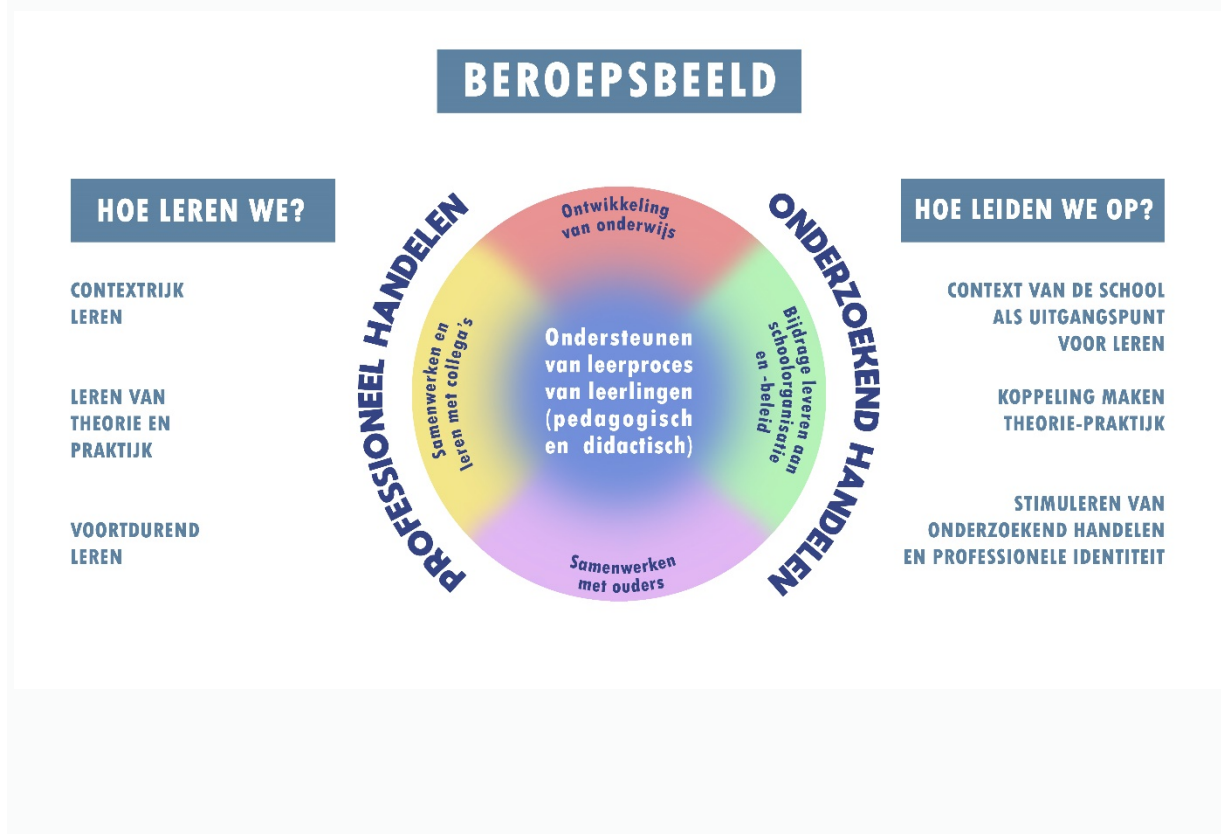 BEROEPSBEELD
HOE LEREN WE?
CONTEXTRIJK
LEREN
LEREN VAN
THEORIE EN
PRAKTIJK
VOORTDUREND
LEREN
PROFESSIONEEL HANDELEN
Ontwikkeling
van onderwijs
Samenwerken en
leren met collega's
Ondersteunen
van leerproces
van leerlingen
(pedagogisch
en didactisch)
Bijdrage leveren aan
schoolorganisatie
en -beleid
Samenwerken
met ouders
ONDERZOEKEND HANDELEN
HOE LEIDEN WE OP?
CONTEXT VAN DE SCHOOL
ALS UITGANGSPUNT
VOOR LEREN
KOPPELING MAKEN
THEORIE-PRAKTIJK
STIMULEREN VAN
ONDERZOEKEND HANDELEN
EN PROFESSIONELE IDENTITEIT